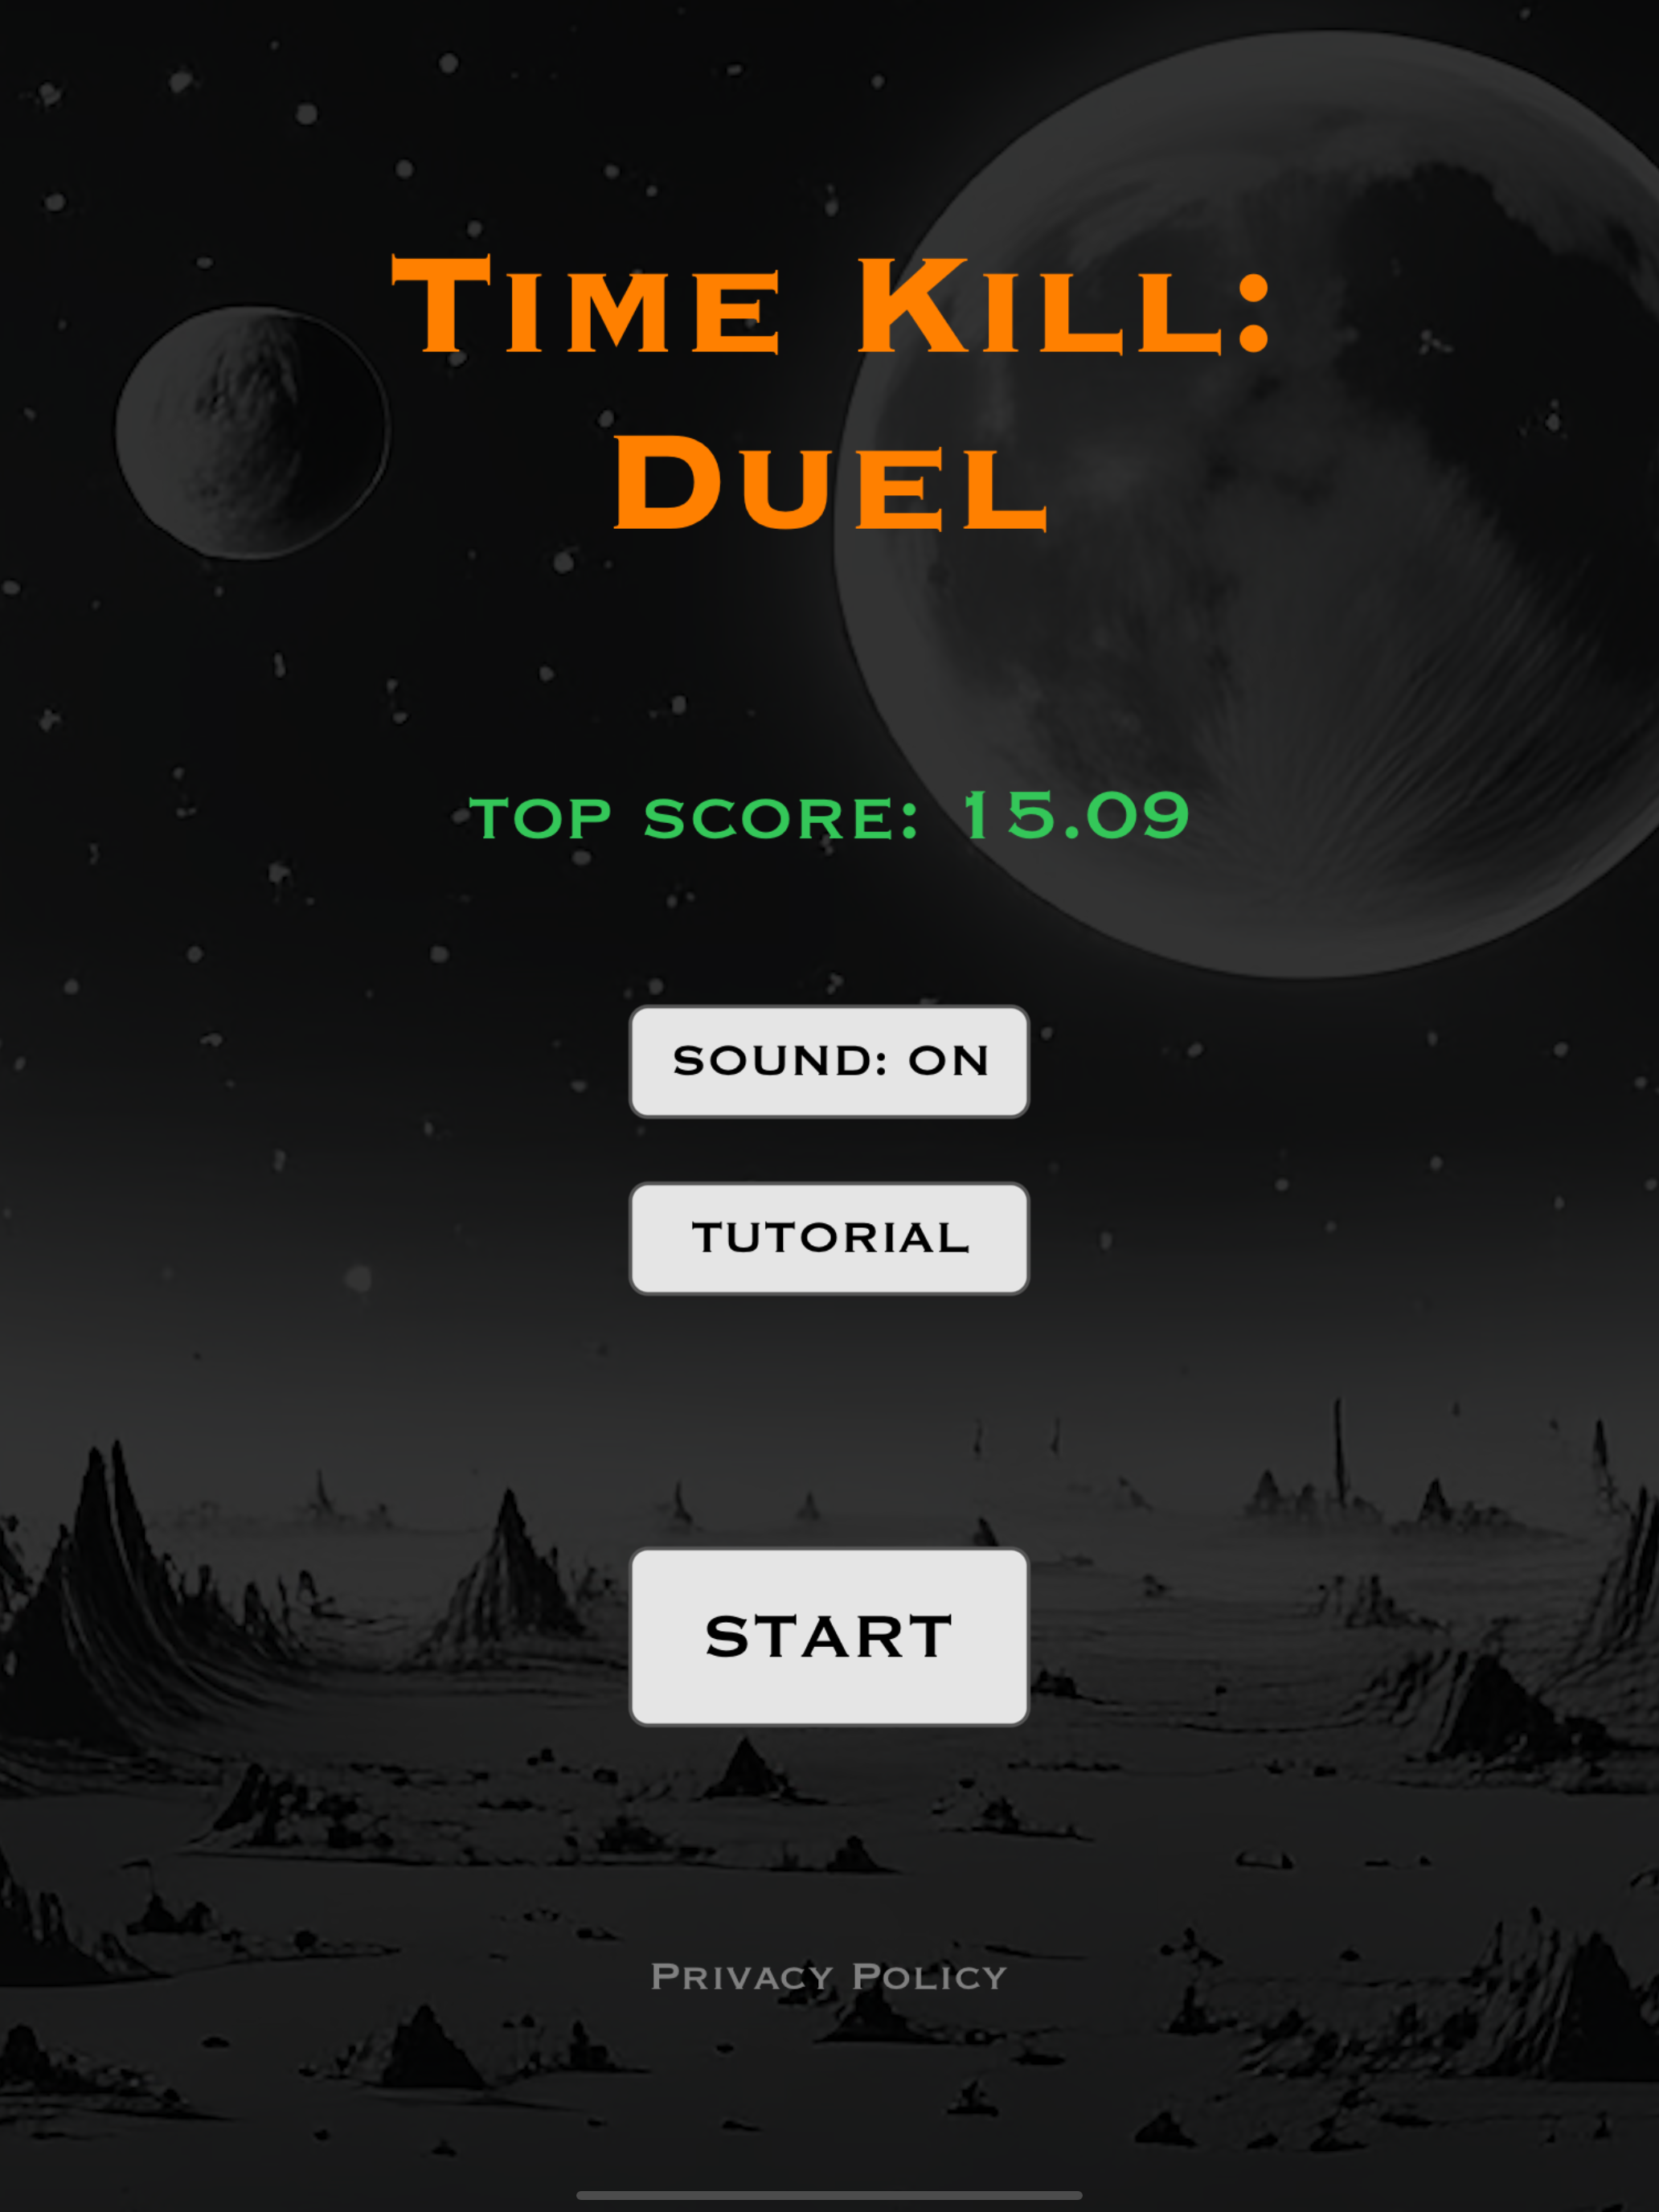 Time Kill:
Duel
TOP SCORE: 15.09
SOUND: ON
TUTORIAL
START
Privacy Policy